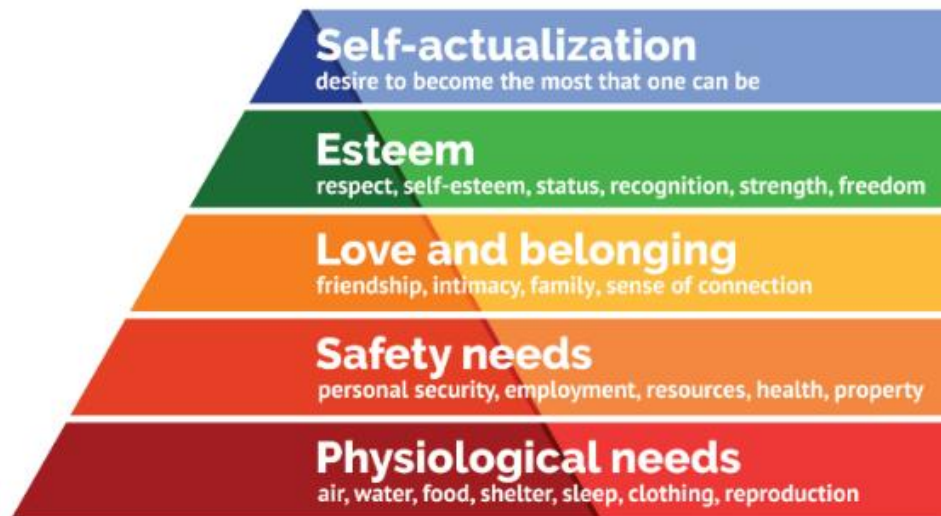 Self-actualization
desire to become the most that one can be
Esteem
respect, self-esteem, status, recognition, strength, freedom
Love and belonging
friendship, intimacy, family, sense of connection
Safety needs
personal security, employment, resources, health, property
Physiological needs
air, water, food, shelter, sleep, clothing, reproduction